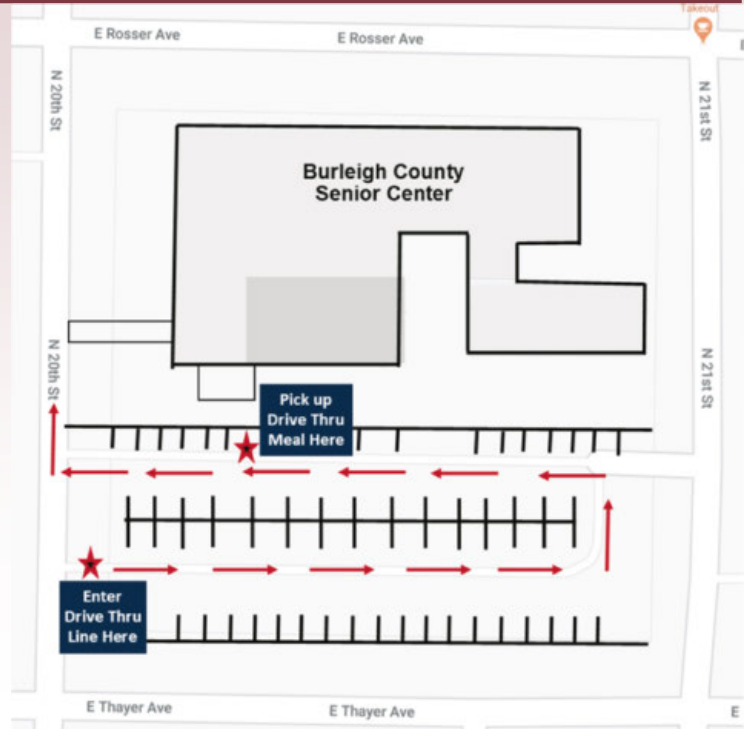 Takeout
E Rosser Ave
E Rosser Ave
E
N 20th St
N 21st St
Burleigh County
Senior Center
N 20th St
N 21st St
Pick up
Drive Thru
Meal Here
Enter
Drive Thru
Line Here
E Thayer Ave
E Thayer Ave
E